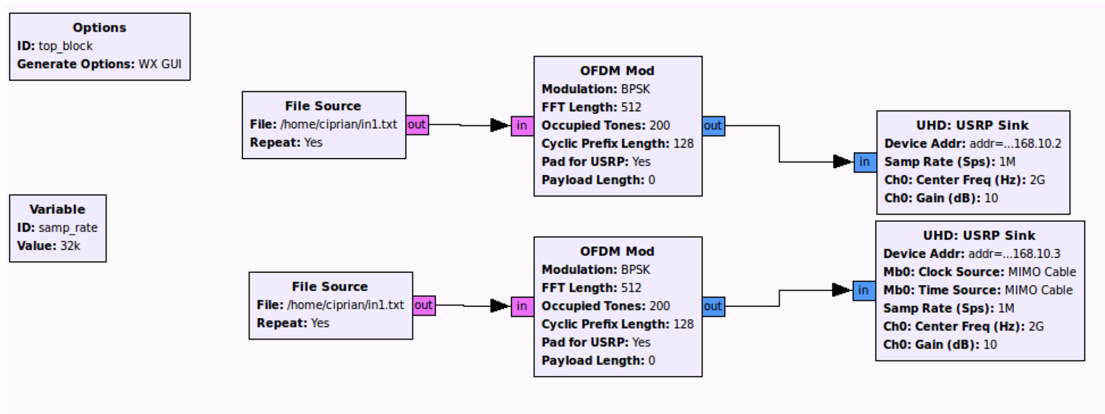 Options
ID: top_block
Generate Options: WX GUI
File Source
File: /home/ciprian/in1.txt
Repeat: Yes
out
in
OFDM Mod
Modulation: BPSK
FFT Length: 512
Occupied Tones: 200
Cyclic Prefix Length: 128
Pad for USRP: Yes
Payload Length: 0
out
in
UHD: USRP Sink
Device Addr: addr=...168.10.2
Samp Rate (Sps): 1M
Ch0: Center Freq (Hz): 2G
Ch0: Gain (dB): 10
Variable
ID: samp_rate
Value: 32k
File Source
File: /home/ciprian/in1.txt
Repeat: Yes
out
in
OFDM Mod
Modulation: BPSK
FFT Length: 512
Occupied Tones: 200
Cyclic Prefix Length: 128
Pad for USRP: Yes
Payload Length: 0
out
in
UHD: USRP Sink
Device Addr: addr=...168.10.3
Mb0: Clock Source: MIMO Cable
Mb0: Time Source: MIMO Cable
Samp Rate (Sps): 1M
Ch0: Center Freq (Hz): 2G
Ch0: Gain (dB): 10